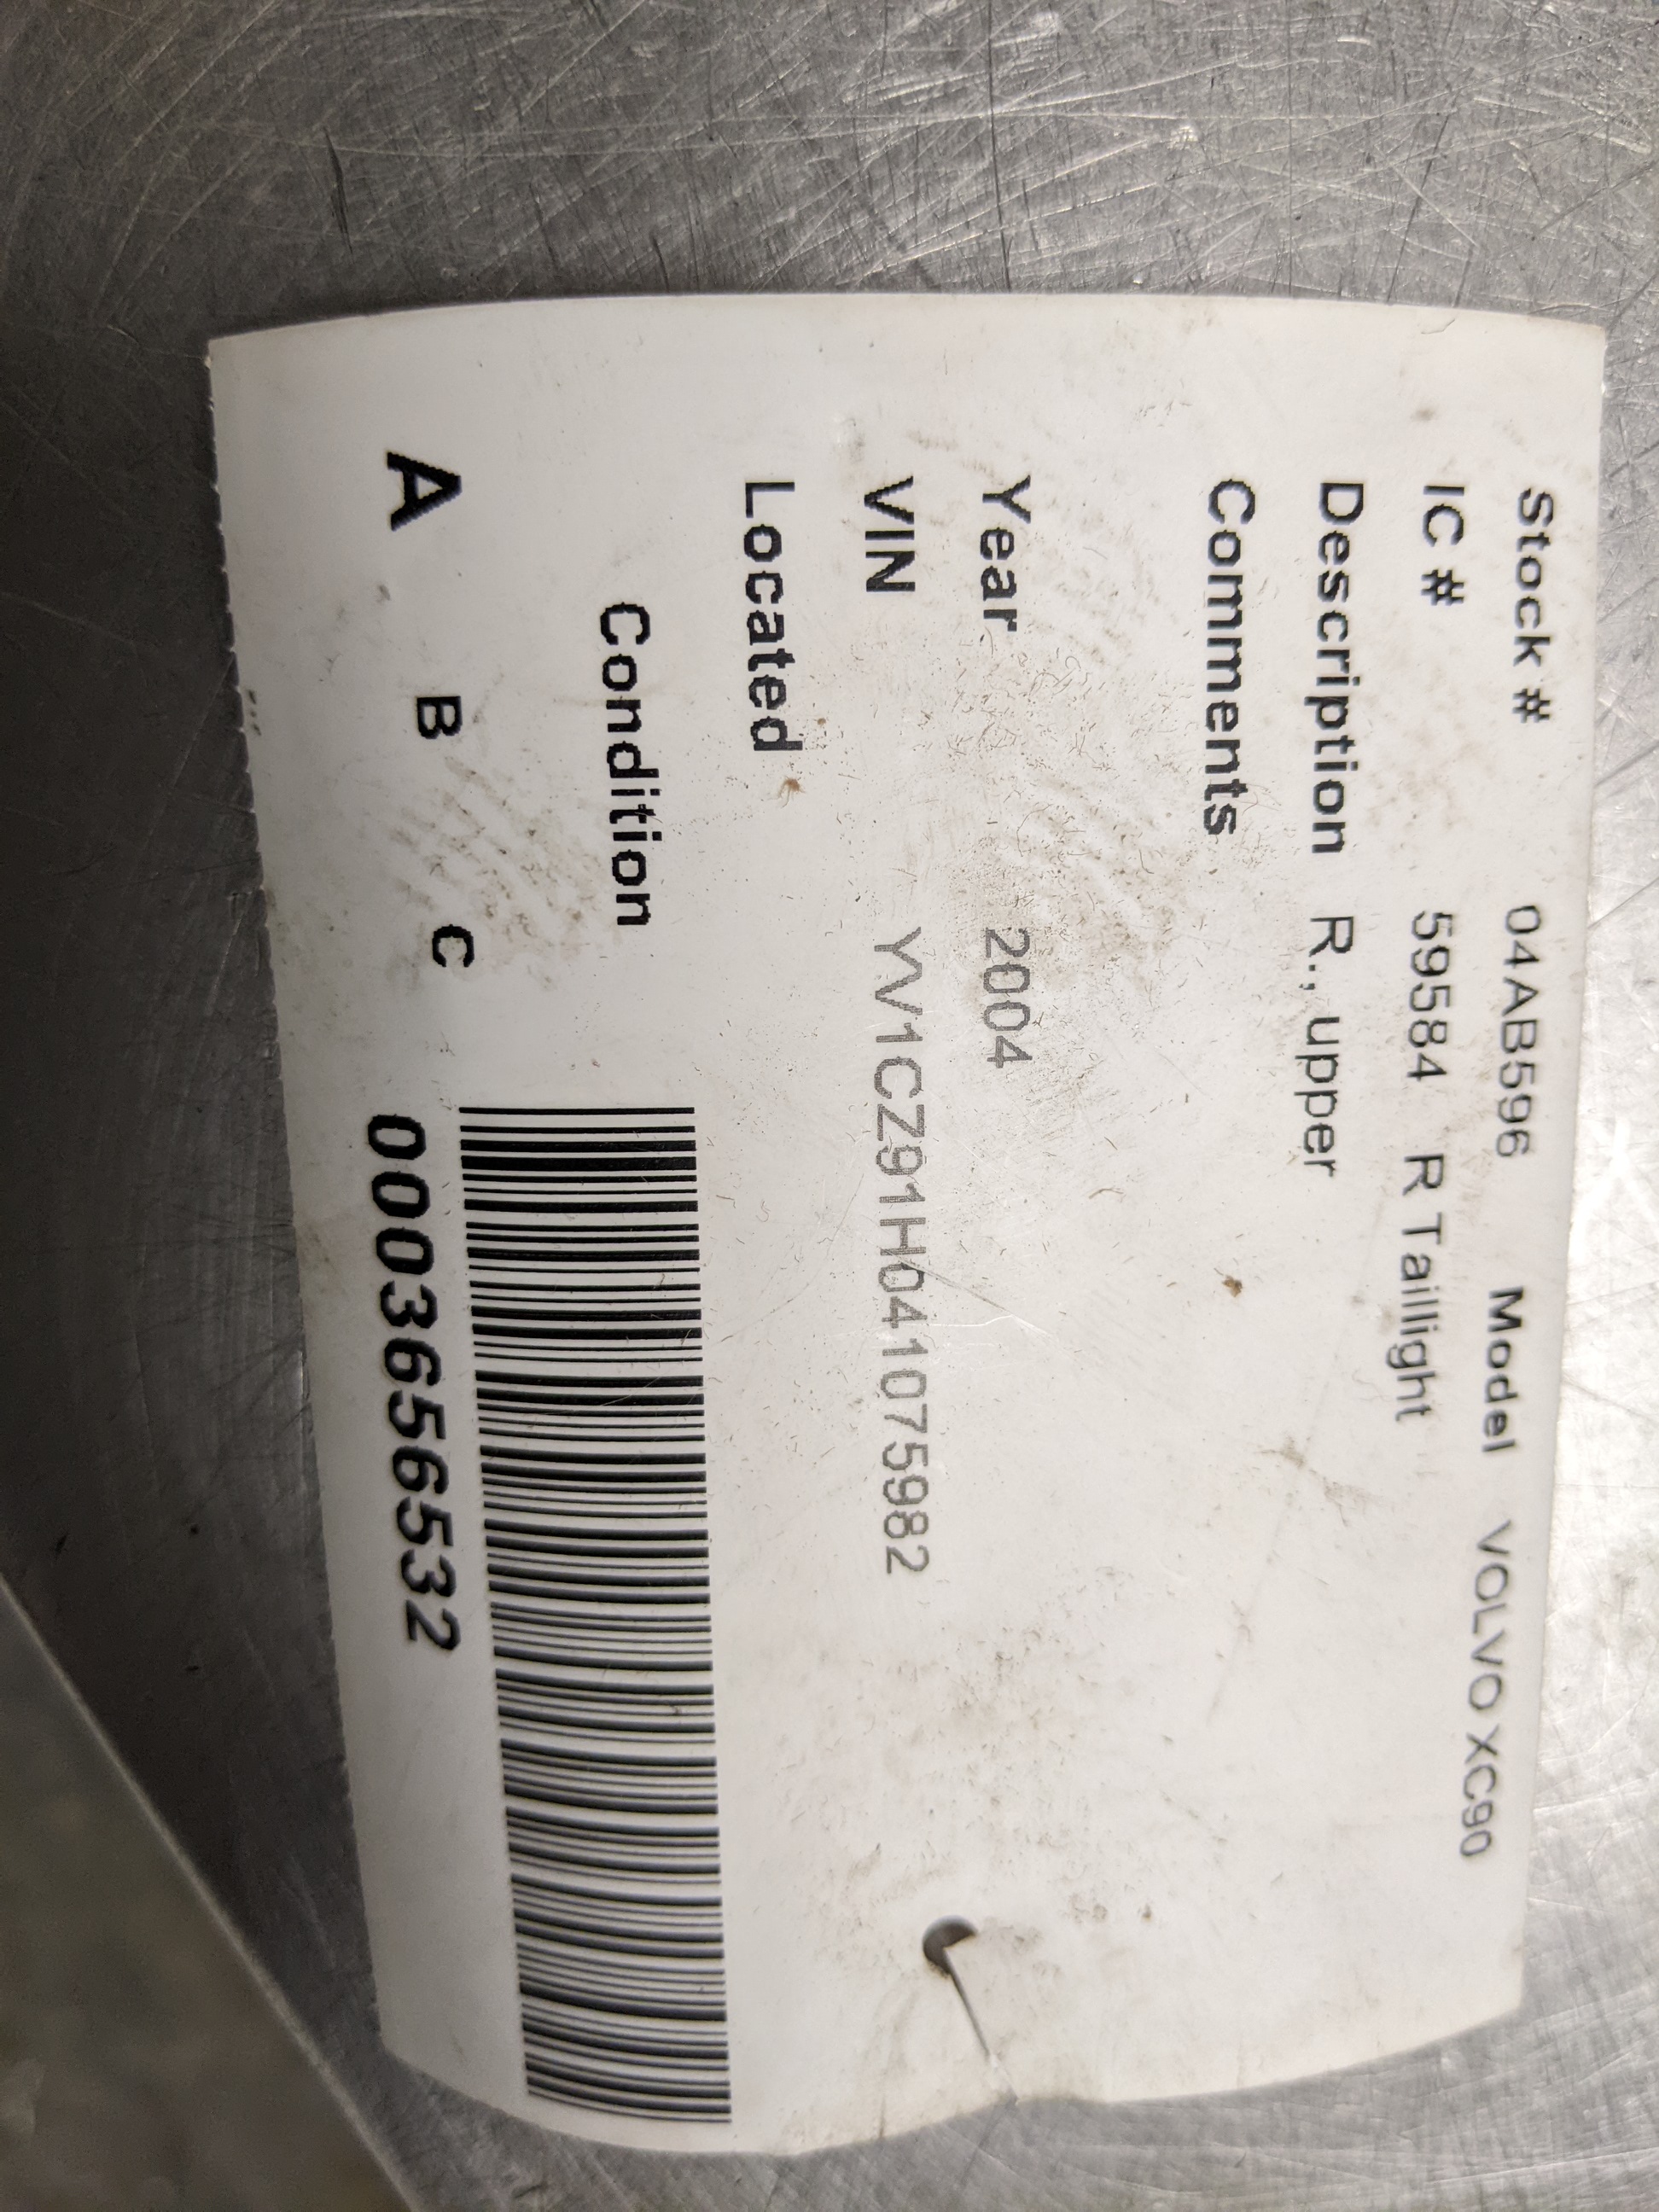 Stock # 04AB596 Model VOLVO XC90
IC # 59584 R Taillight
Description R., upper
Comments
Year 2004
VIN YV1CZ91H041075982
Located
Condition
A B C
0003656532